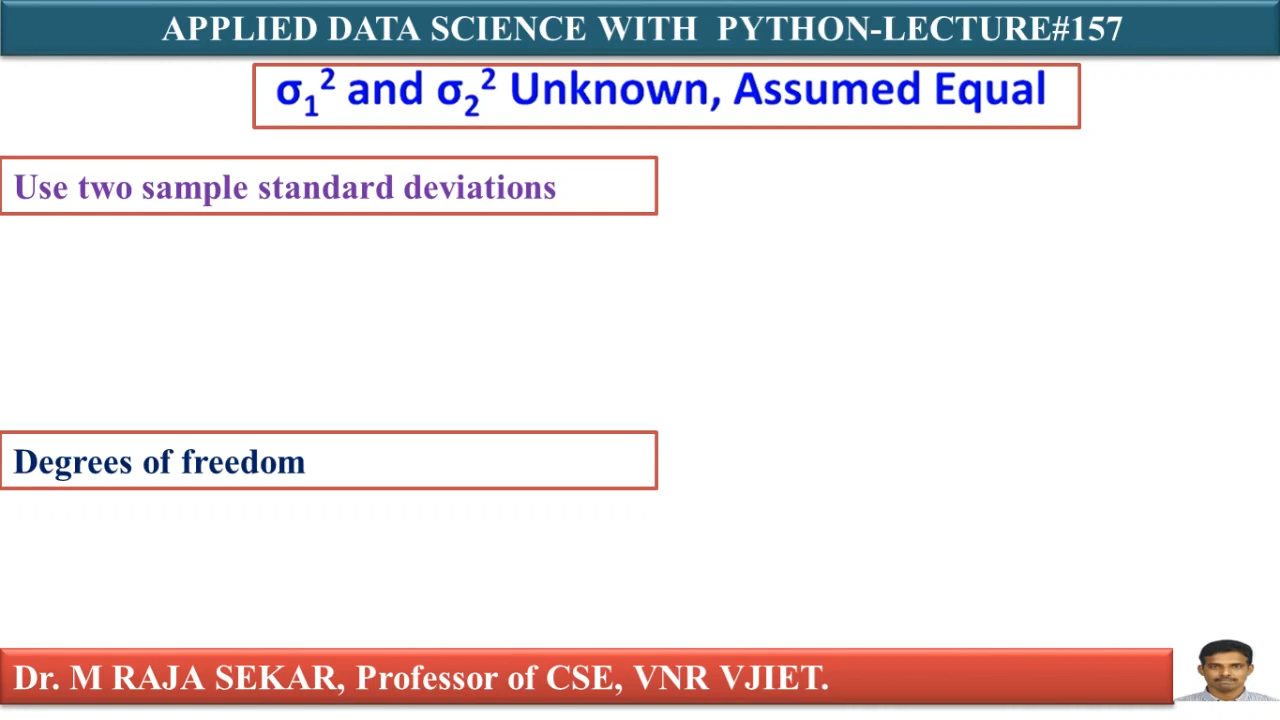 APPLIED DATA SCIENCE WITH PYTHON-LECTURE#157
σ₁² and σ₂² Unknown, Assumed Equal
Use two sample standard deviations
Degrees of freedom
Dr. M RAJA SEKAR, Professor of CSE, VNR VJIET.